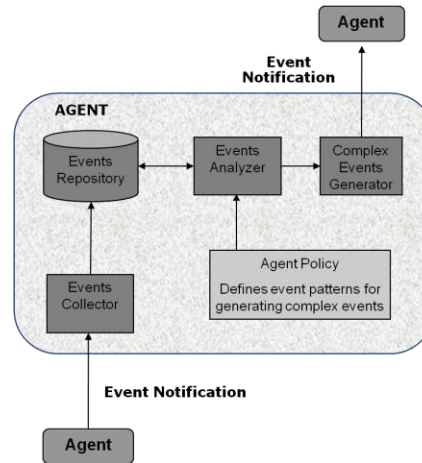 Agent
Event
Notification
AGENT
Events
Repository
Events
Analyzer
Complex
Events
Generator
Agent Policy
Defines event patterns for
generating complex events
Events
Collector
Event Notification
Agent